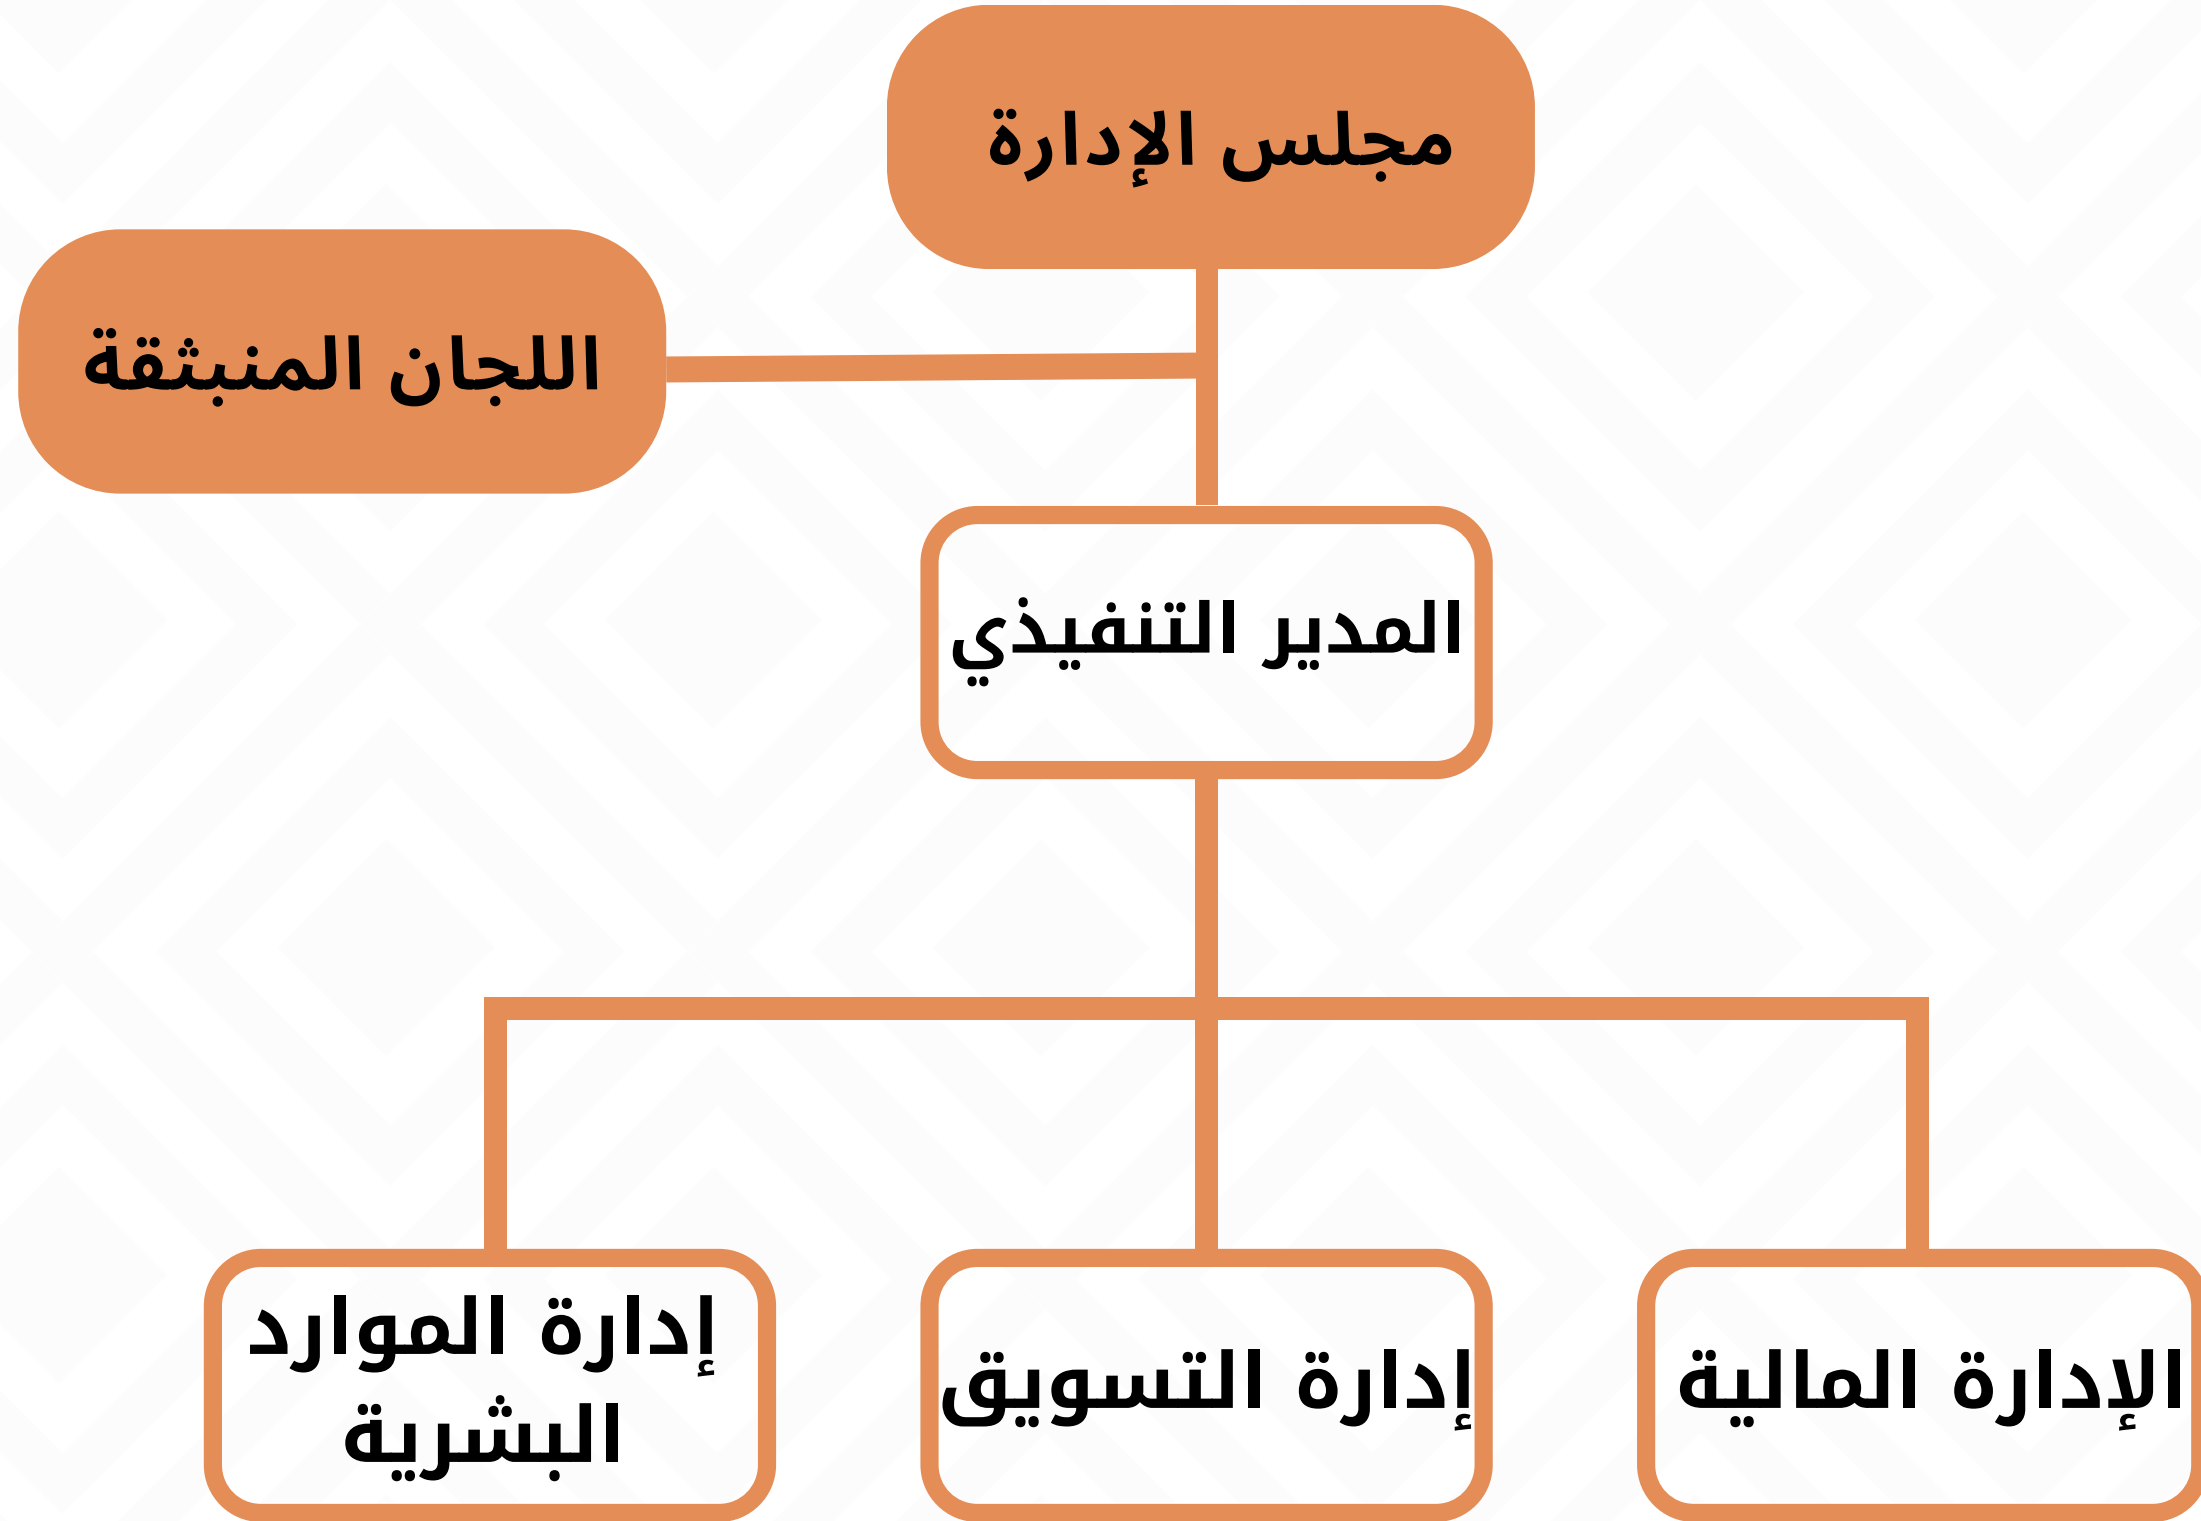 مجلس الإدارة
اللجان المنبثقة
المدير التنفيذي
الإدارة المالية
إدارة التسويق
إدارة الموارد
البشرية